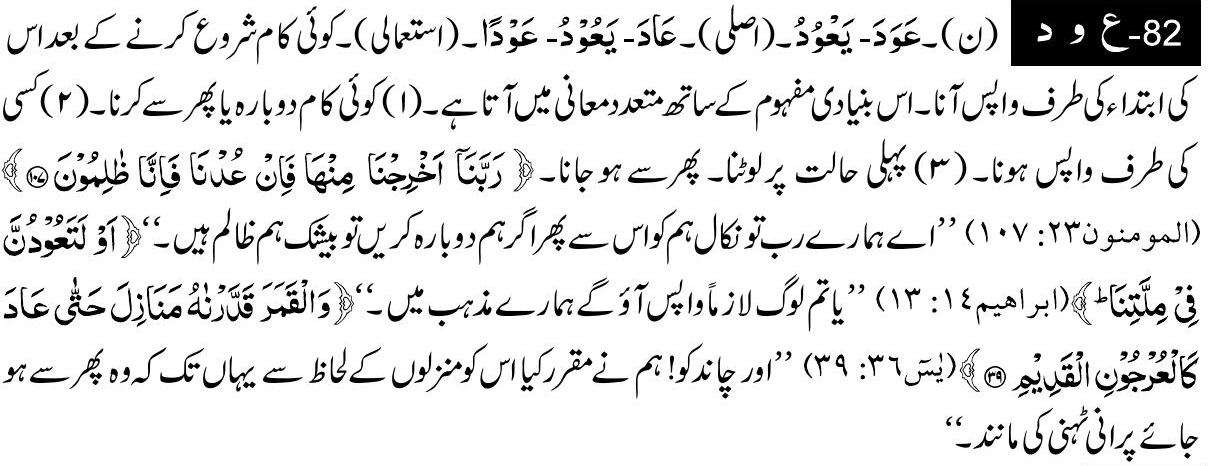 82-ع و د (ن)۔ عَوَدَ- یَعْوُدُ۔ (اصلی)۔ عَادَ- یَعُوْدُ- عَوْدًا۔ (استعمالی)۔ کوئی کام شروع کرنے کے بعد اس
کی ابتداء کی طرف واپس آنا۔ اس بنیادی مفہوم کے ساتھ متعدد معانی میں آتا ہے۔ (۱) کوئی کام دوبارہ یا پھر سے کرنا۔ (۲) کسی
کی طرف واپس ہونا۔ (۳) پہلی حالت پر لوٹنا۔ پھر سے ہو جانا۔ ﴿رَبَّنَآ اَخْرِجْنَا مِنْهَا فَاِنْ عُدْنَا فَاِنَّا ظٰلِمُوْنَ ۝۱۰۷﴾
(المومنون۲۳: ۱۰۷) ’’اے ہمارے رب تو نکال ہم کو اس سے پھر اگر ہم دوبارہ کریں تو بیشک ہم ظالم ہیں۔‘‘ ﴿اَوْ لَتَعُوْدُنَّ
فِیْ مِلَّتِنَا ؕ﴾ (ابراھیم۱۴: ۱۳) ’’یا تم لوگ لازماً واپس آؤ گے ہمارے مذہب میں۔‘‘ ﴿وَالْقَمَرَ قَدَّرْنٰهُ مَنَازِلَ حَتّٰی عَادَ
کَالْعُرْجُوْنِ الْقَدِیْمِ ۝۳۹﴾ (یٰسٓ۳۶: ۳۹) ’’اور چاند کو! ہم نے مقرر کیا اس کو منزلوں کے لحاظ سے یہاں تک کہ وہ پھر سے ہو
جائے پرانی ٹہنی کی مانند۔‘‘